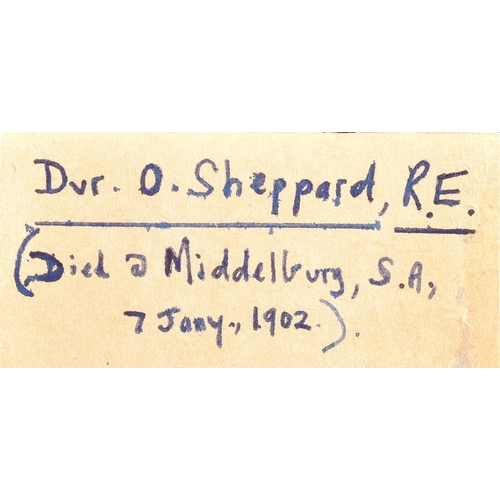 Dvr. O. Sheppard, R.E.
(Died @ Middelburg, S.A.,
7 Jany., 1902.).